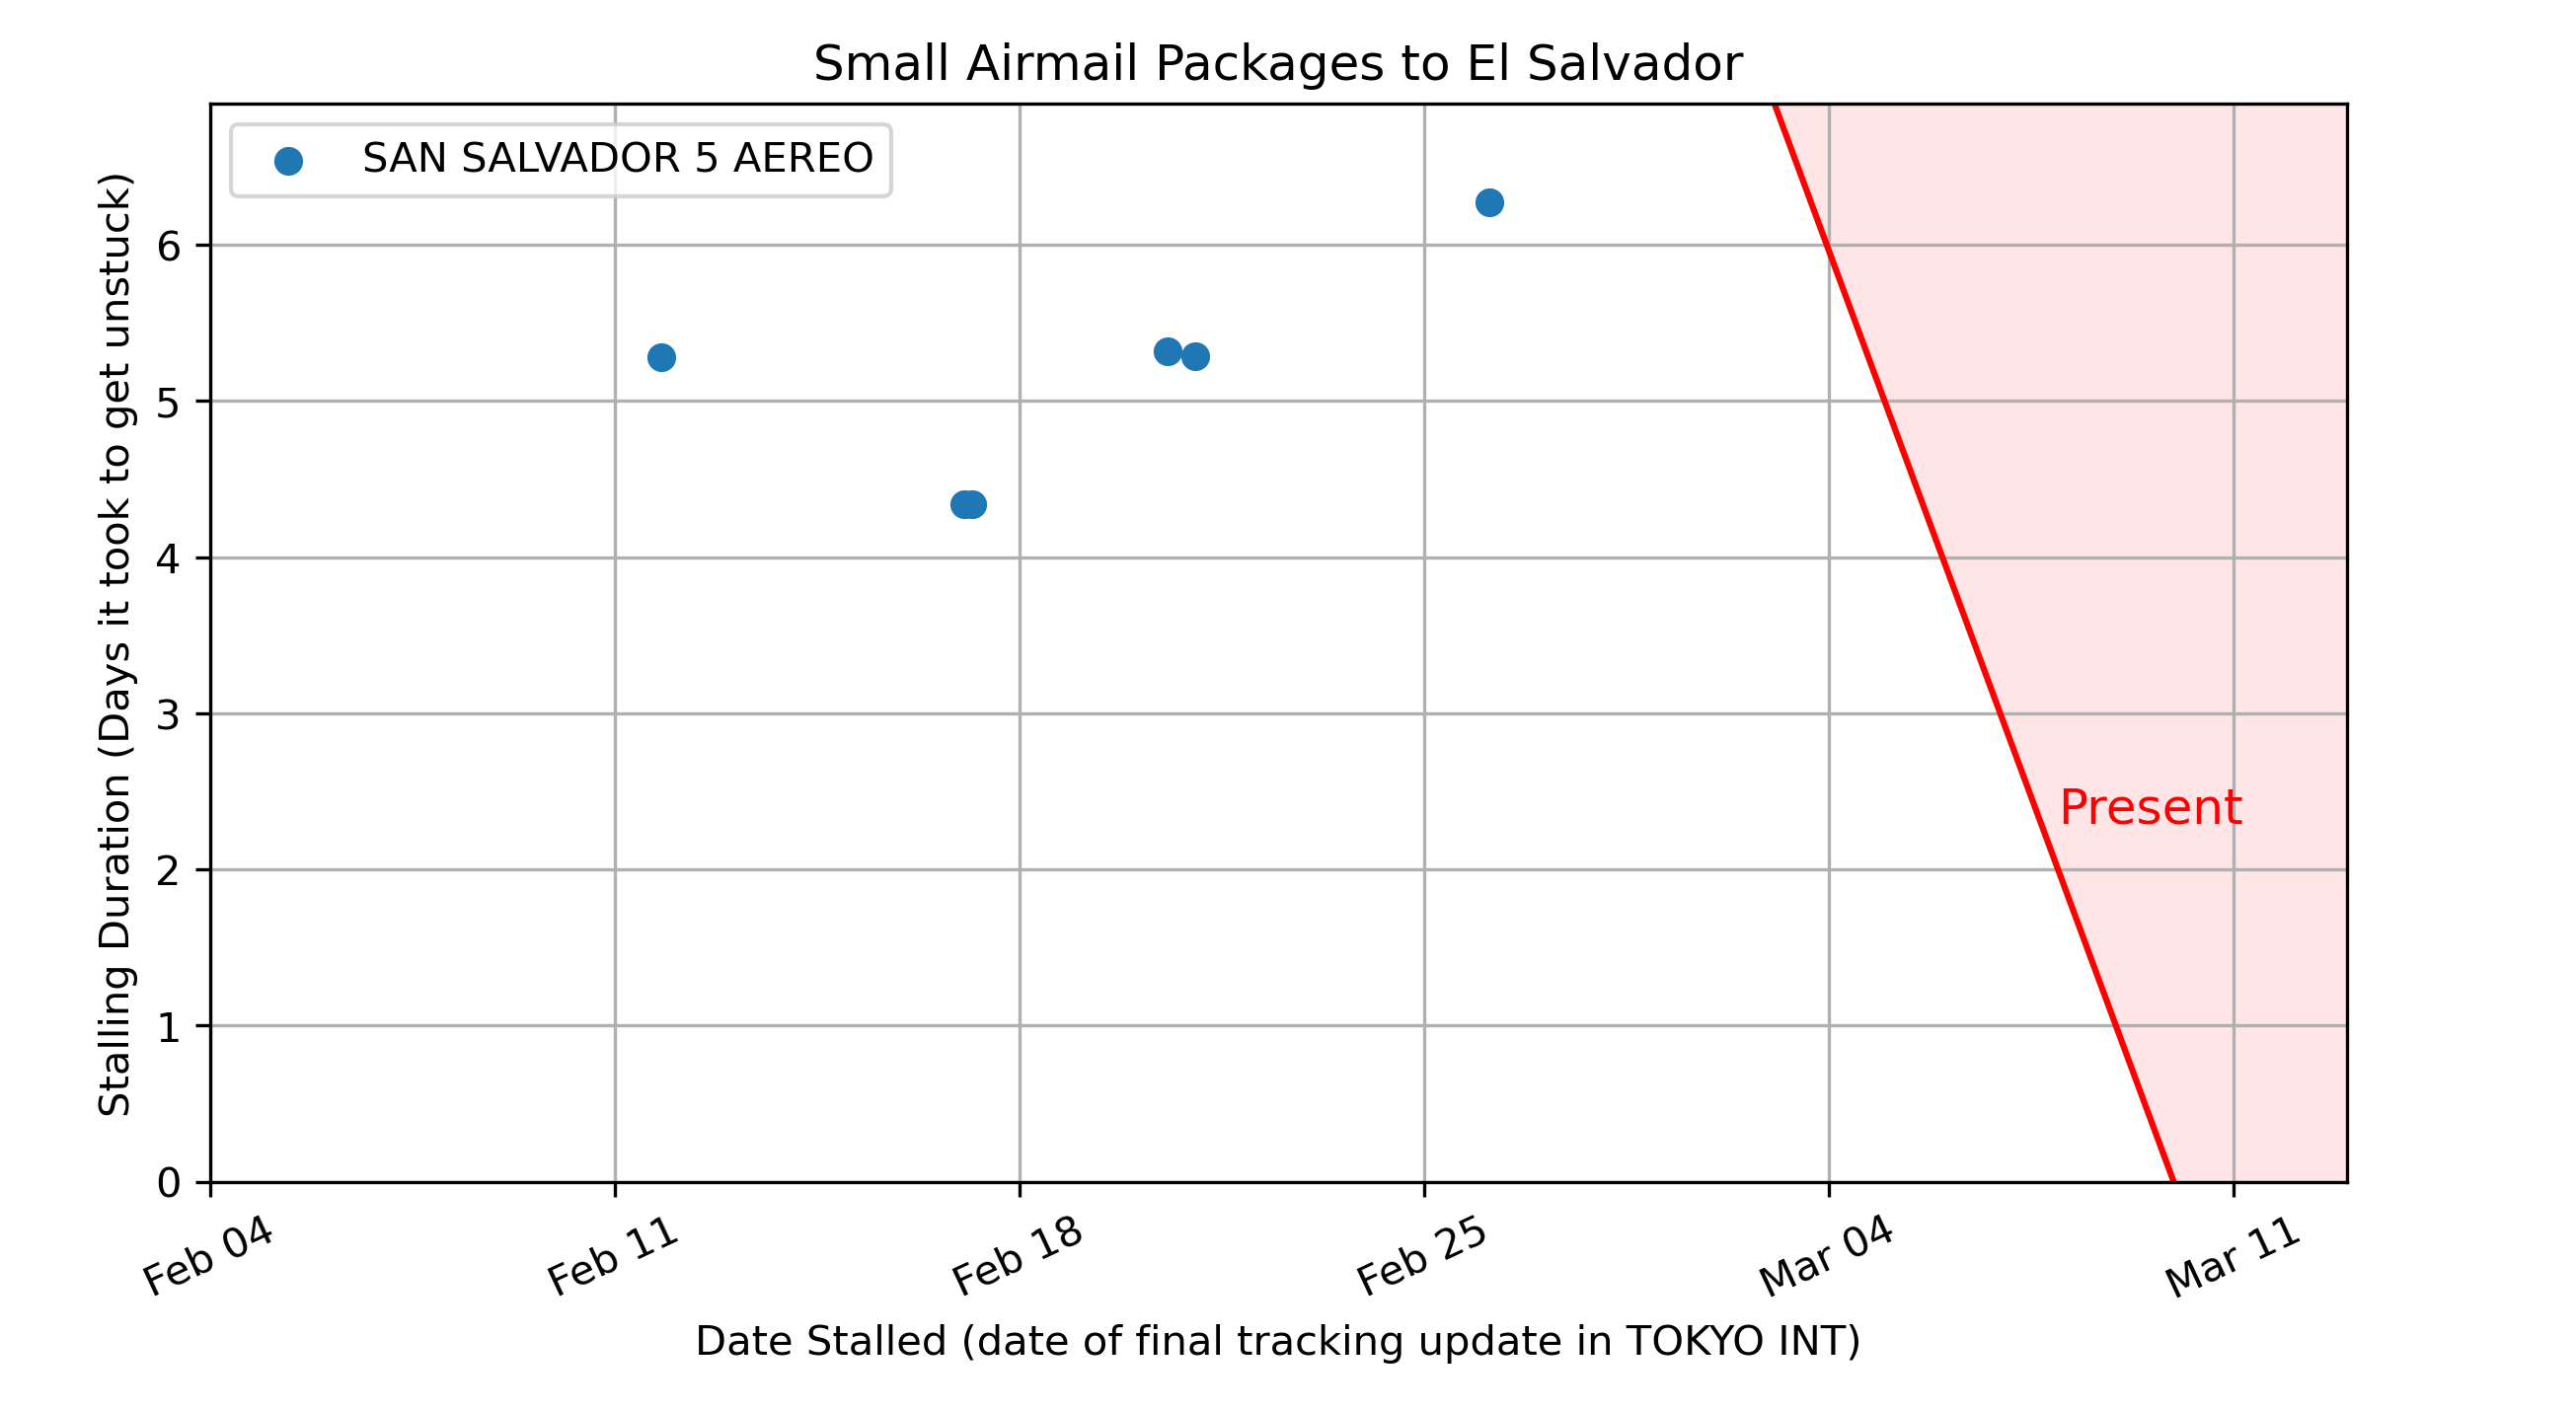 Small Airmail Packages to El Salvador
SAN SALVADOR 5 AEREO
Stalling Duration (Days it took to get unstuck)
6
5
4
3
2
1
0
Present
Feb 04
Feb 11
Feb 18
Feb 25
Mar 04
Mar 11
Date Stalled (date of final tracking update in TOKYO INT)